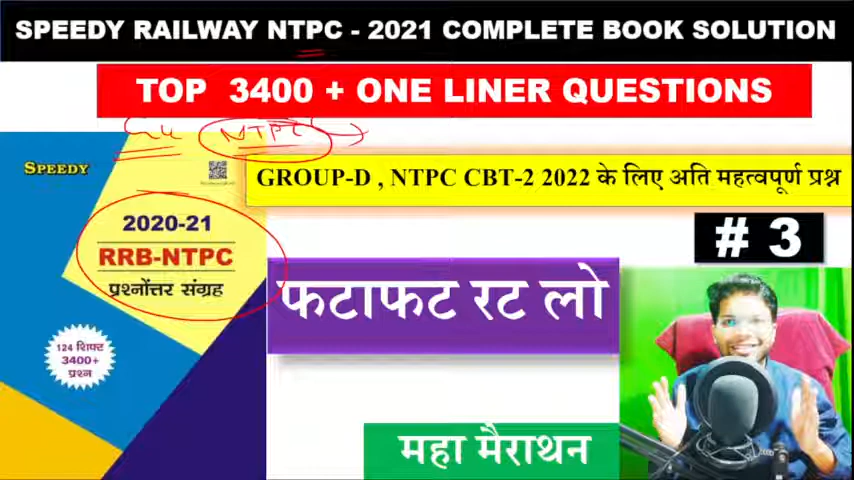 SPEEDY RAILWAY NTPC - 2021 COMPLETE BOOK SOLUTION
TOP 3400 + ONE LINER QUESTIONS
NTPC
SPEEDY
GROUP-D , NTPC CBT-2 2022 के लिए अति महत्वपूर्ण प्रश्न
2020-21
RRB-NTPC
प्रश्नोंत्तर संग्रह
# 3
फटाफट रट लो
124 शिफ्ट
3400+
प्रश्न
महा मैराथन